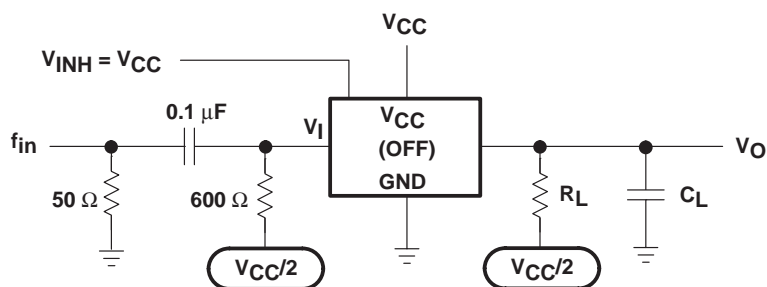 VCC
VINH = VCC
0.1 μF
fin
VI
VCC
(OFF)
GND
VO
50 Ω
600 Ω
RL
CL
VCC/2
VCC/2